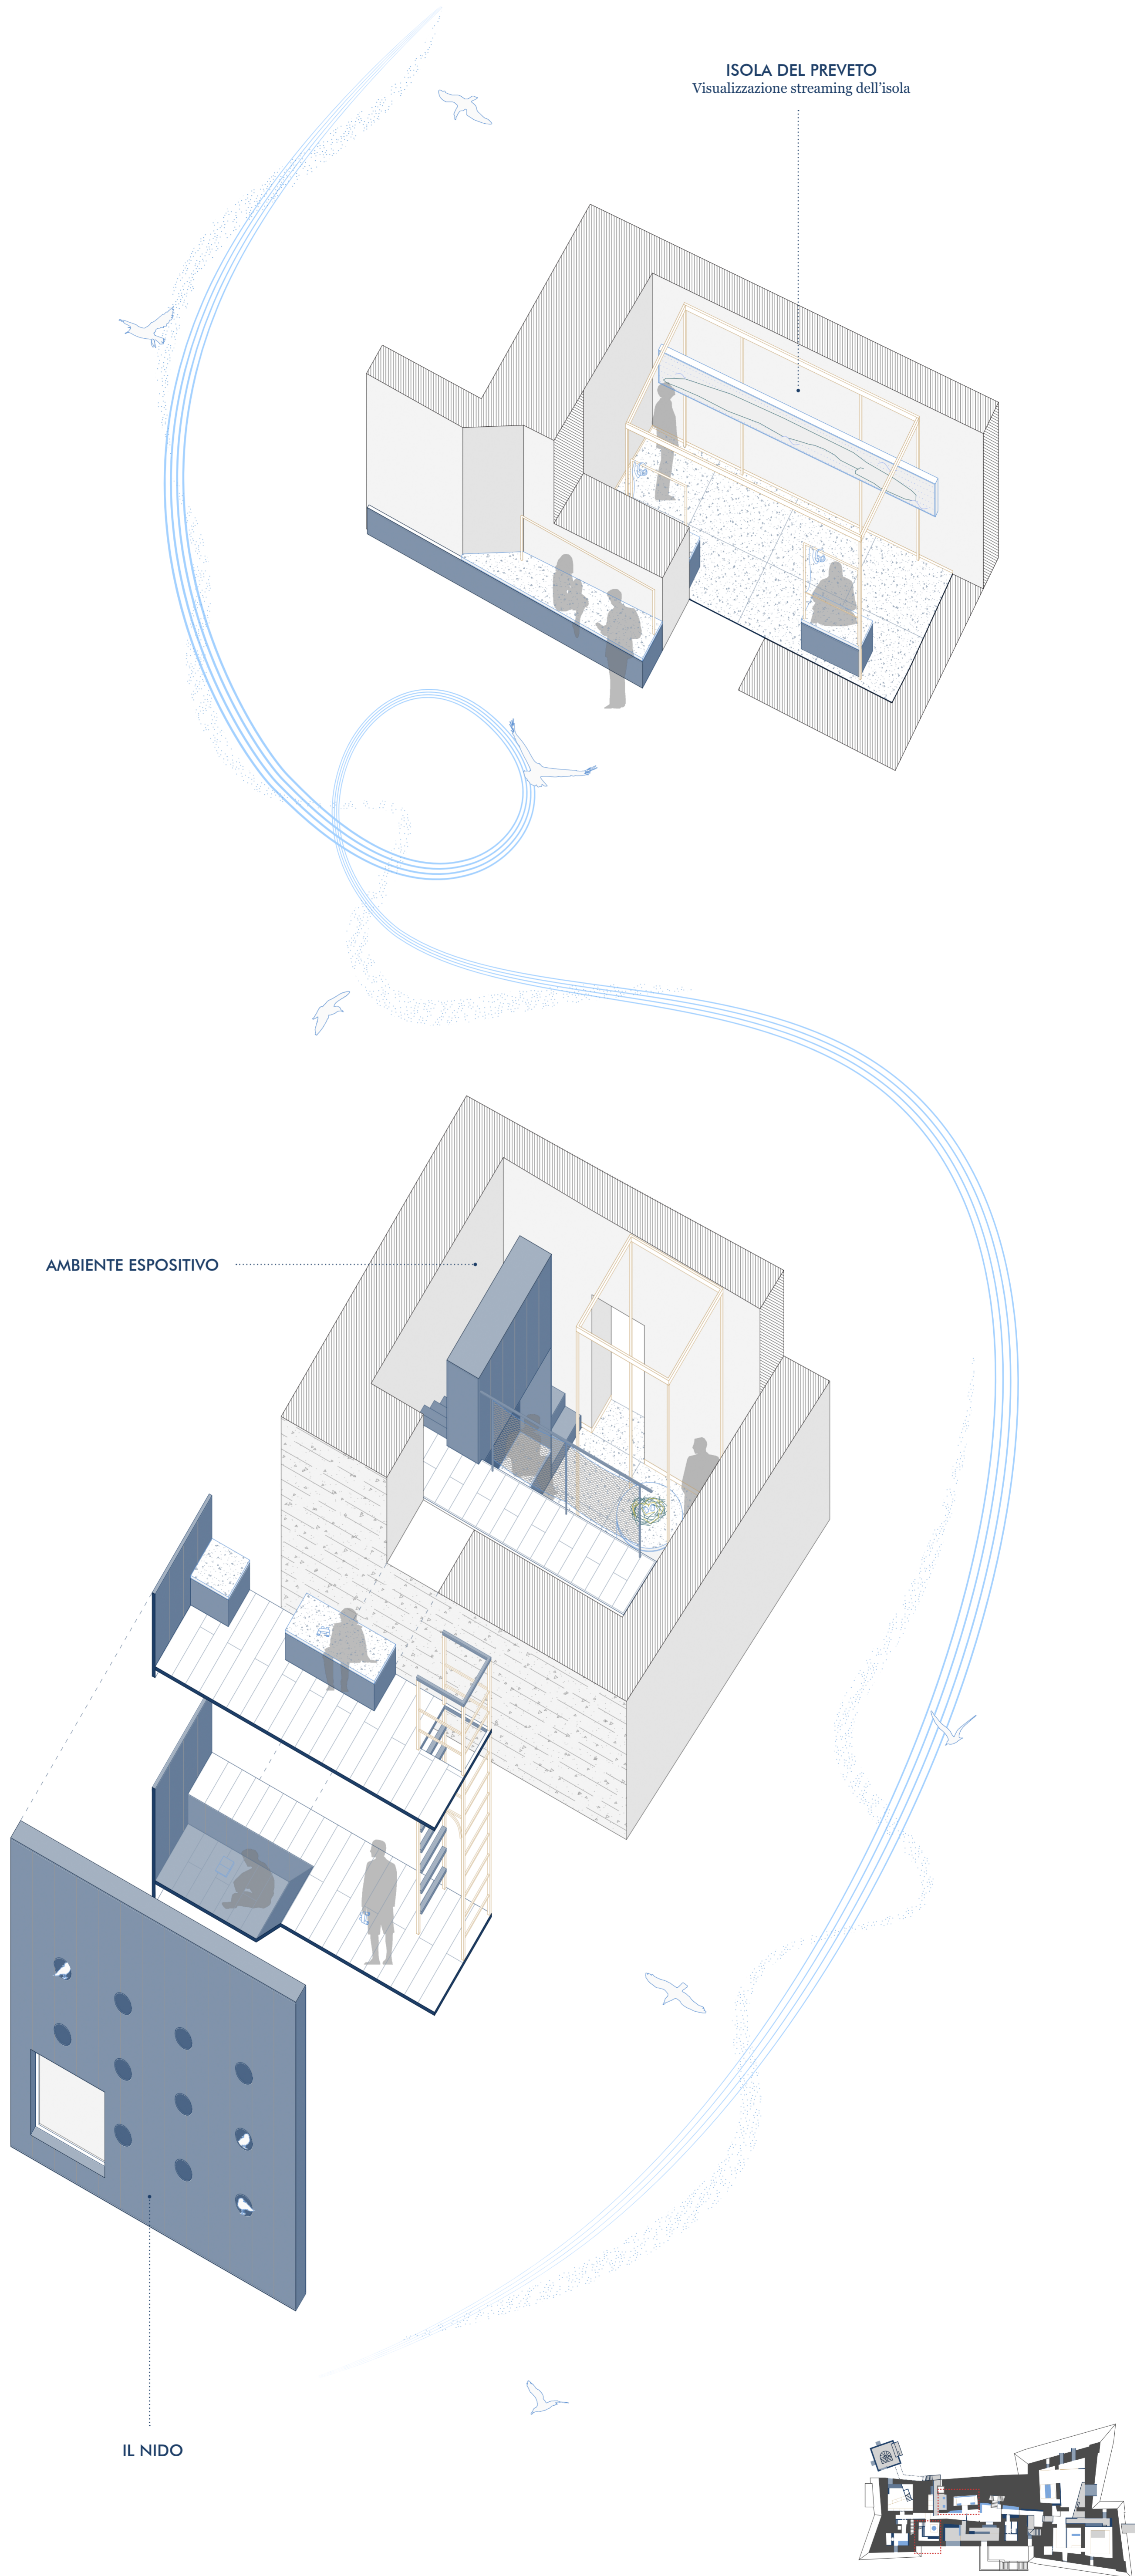 ISOLA DEL PREVETO
Visualizzazione streaming dell’isola
AMBIENTE ESPOSITIVO
IL NIDO